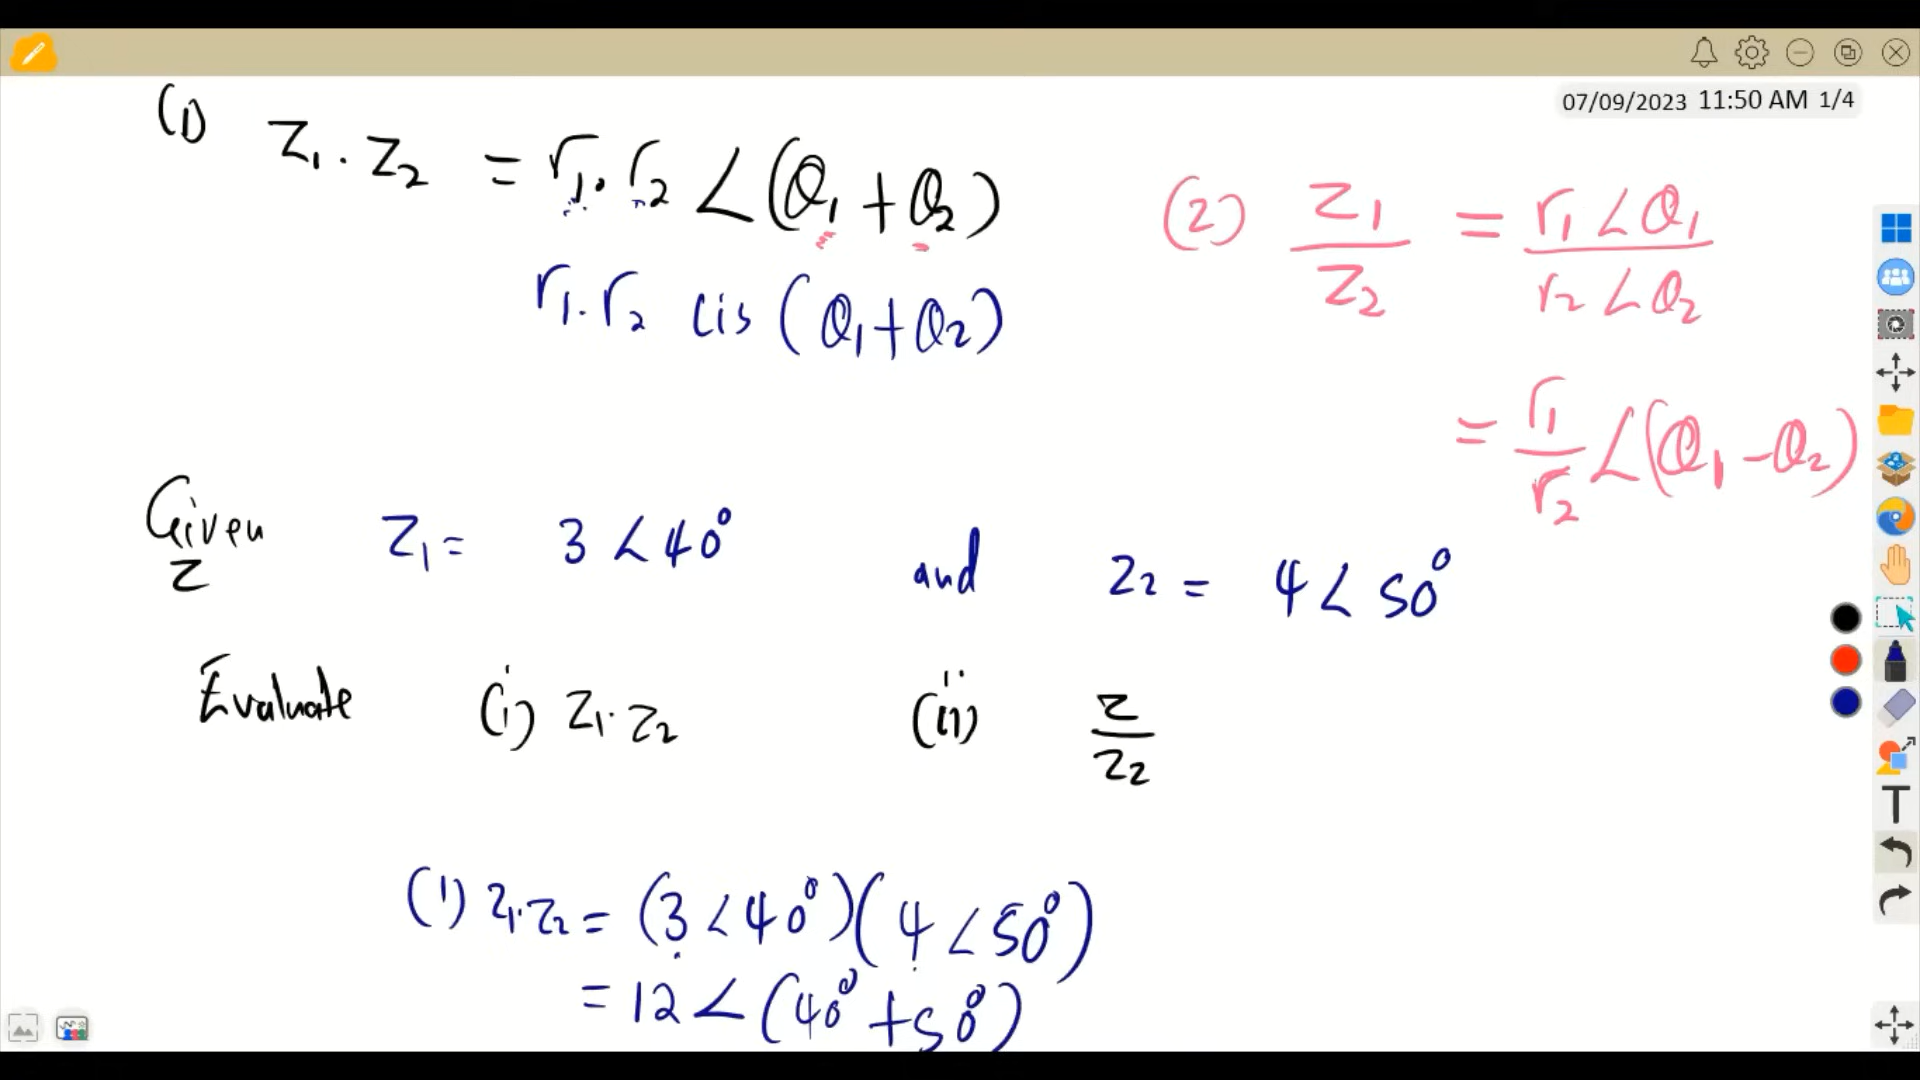 07/09/2023 11:50 AM 1/4
(1) Z₁ . Z₂ = r₁ . r₂ ∠(θ₁ + θ₂)
r₁ . r₂ cis (θ₁ + θ₂)
(2) Z₁/Z₂ = r₁∠θ₁ / r₂∠θ₂
= r₁/r₂ ∠(θ₁ - θ₂)
Given Z₁ = 3 ∠40° and Z₂ = 4∠50°
Z
Evaluate (i) Z₁ . Z₂ (ii) Z/Z₂
(1) Z₁.Z₂ = (3 ∠40°)(4 ∠50°)
= 12 ∠(40° + 50°)
T